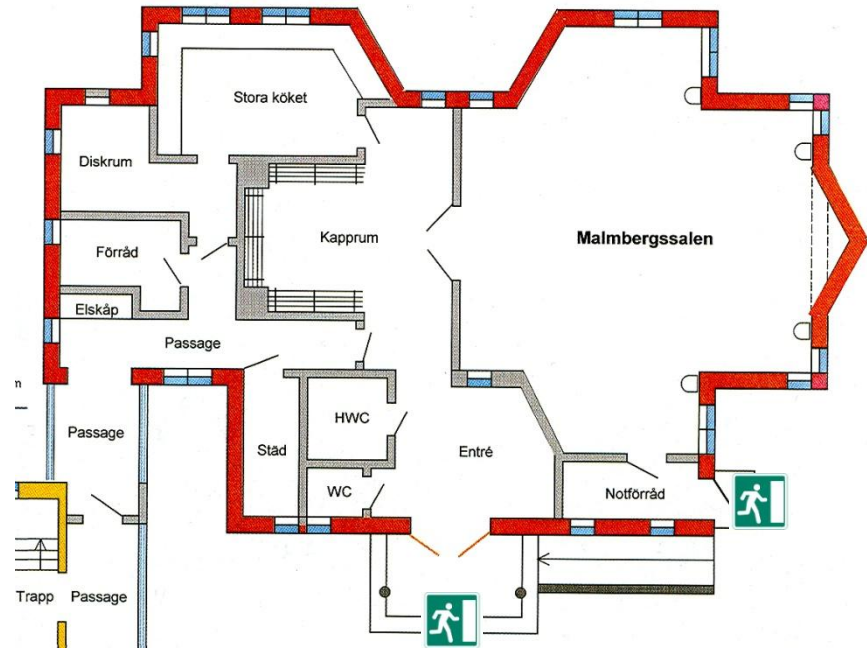 Stora köket
Diskrum
Kapprum
Malmbergssalen
Förråd
Elskåp
Passage
Passage
HWC
Städ
Entré
WC
Notförråd
Trapp
Passage